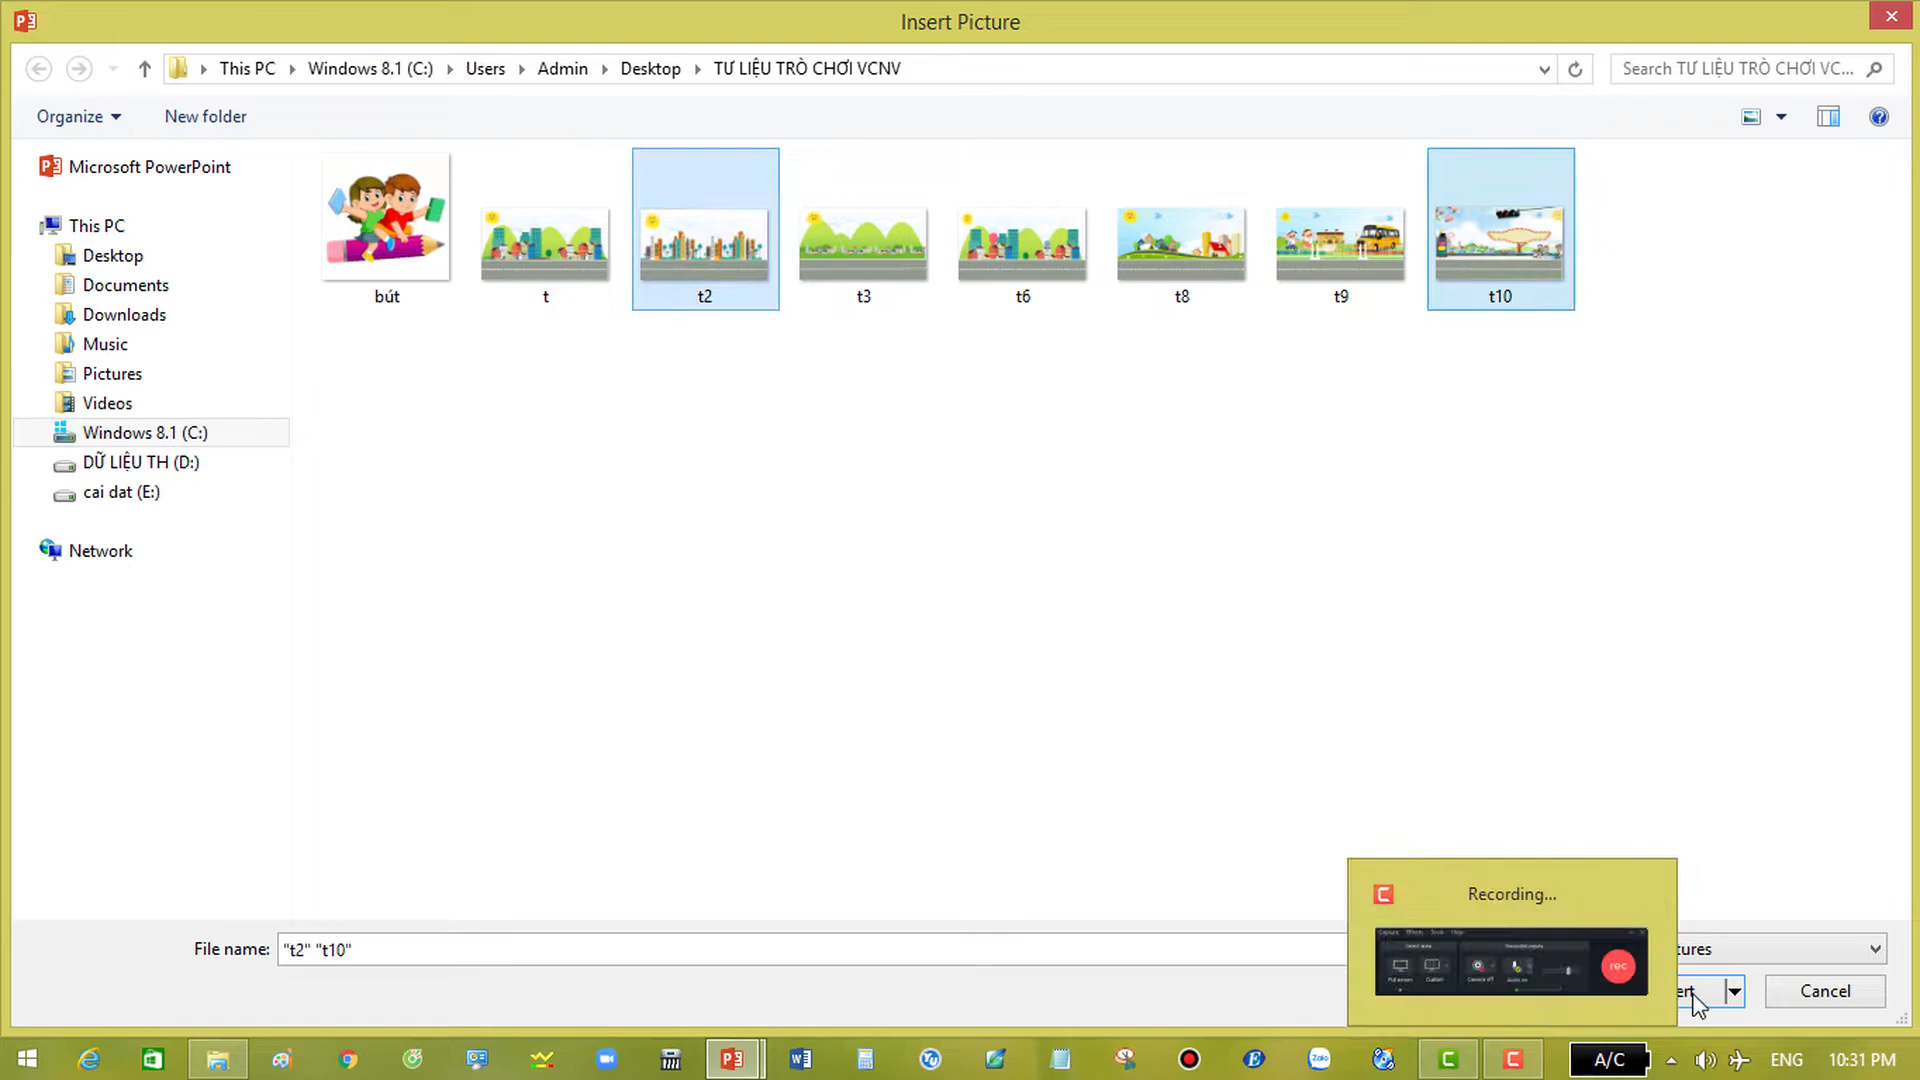 Insert Picture
This PC Windows 8.1 (C:) Users Admin Desktop TƯ LIỆU TRÒ CHƠI VCNV
Search TƯ LIỆU TRÒ CHƠI VC...
Organize New folder
Microsoft PowerPoint
This PC
Desktop
Documents
Downloads
Music
Pictures
Videos
Windows 8.1 (C:)
DỮ LIỆU TH (D:)
cai dat (E:)
Network
bút t t2 t3 t6 t8 t9 t10
Recording...
rec
File name: "t2" "t10"
tures
ert Cancel
Zalo
A/C ENG 10:31 PM